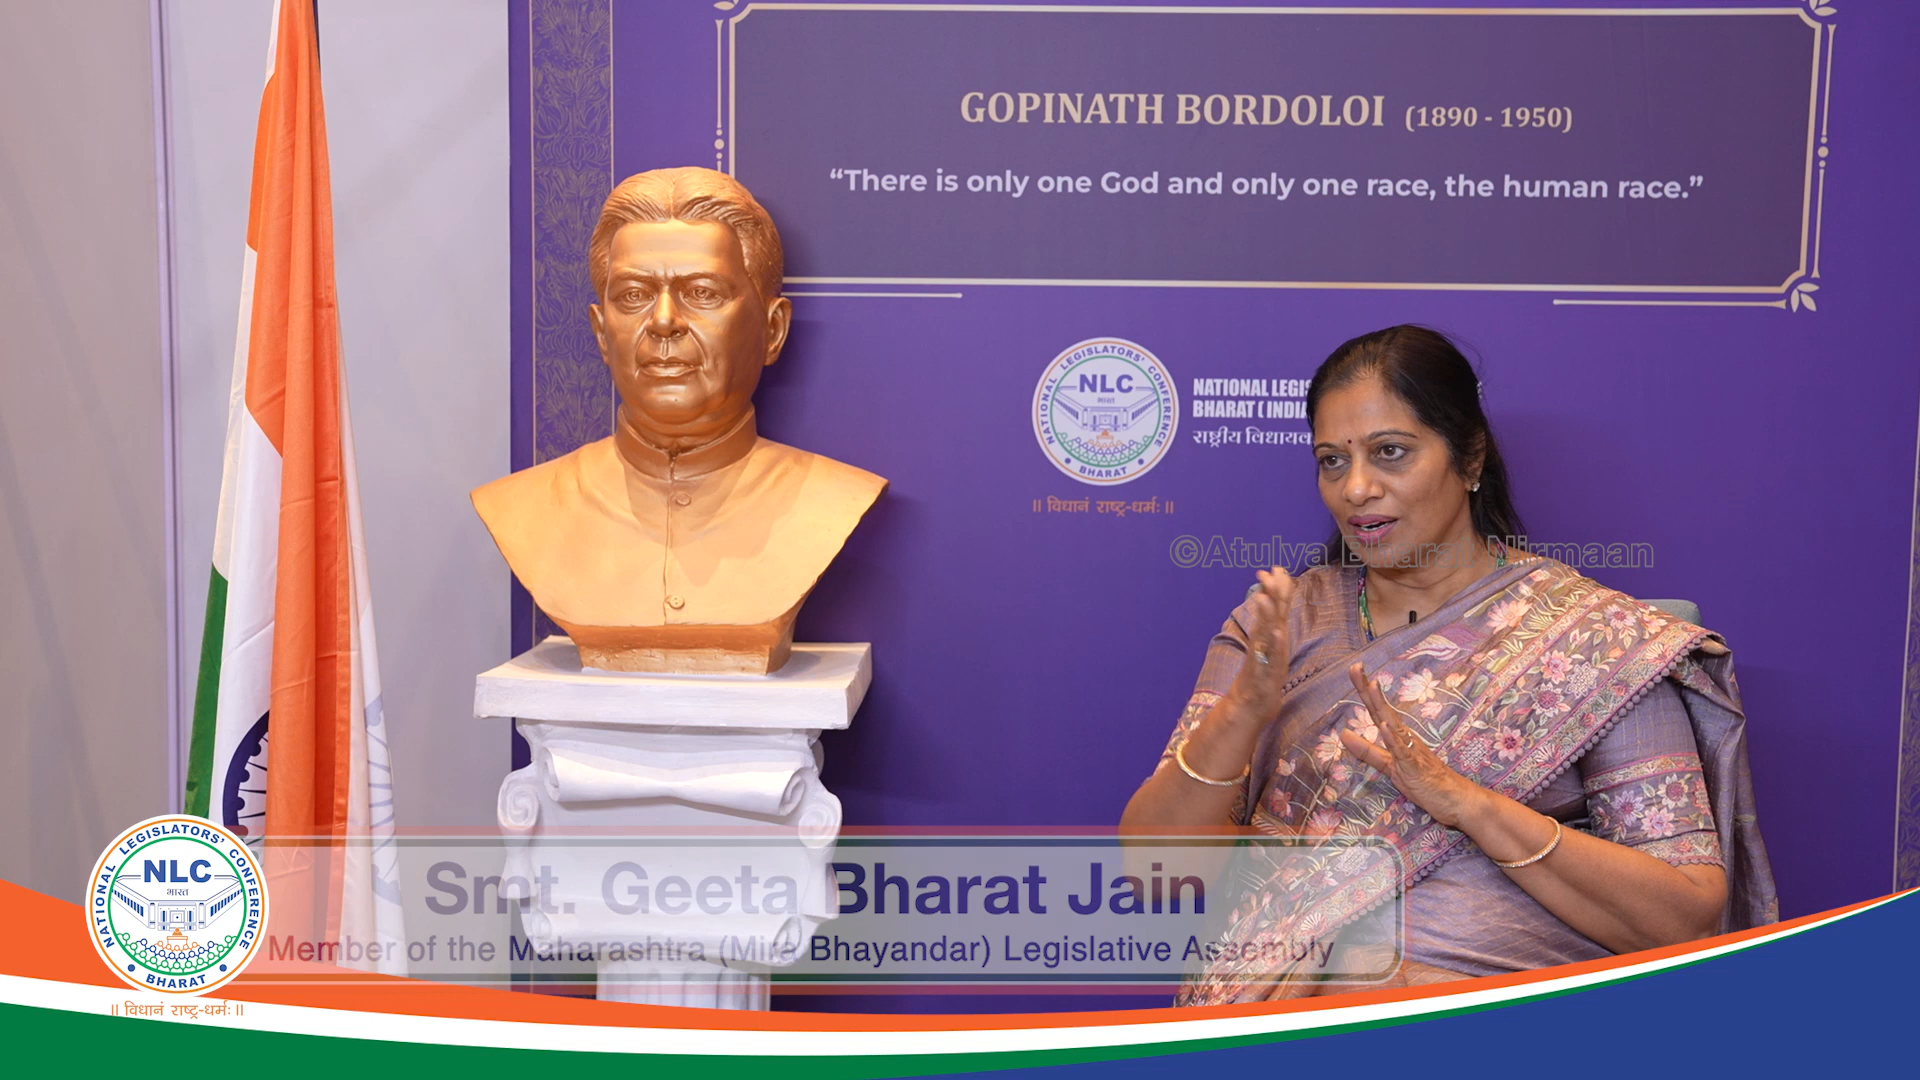 GOPINATH BORDOLOI (1890 - 1950)
“There is only one God and only one race, the human race.”
NATIONAL LEGISLATORS' CONFERENCE
NLC
भारत
BHARAT
NATIONAL LEGIS
BHARAT ( INDIA
राष्ट्रीय विधायक
॥ विधानं राष्ट्र-धर्मः ॥
©Atulya Bharat Nirmaan
Smt. Geeta Bharat Jain
Member of the Maharashtra (Mira Bhayandar) Legislative Assembly
NATIONAL LEGISLATORS' CONFERENCE
NLC
भारत
BHARAT
॥ विधानं राष्ट्र-धर्मः ॥